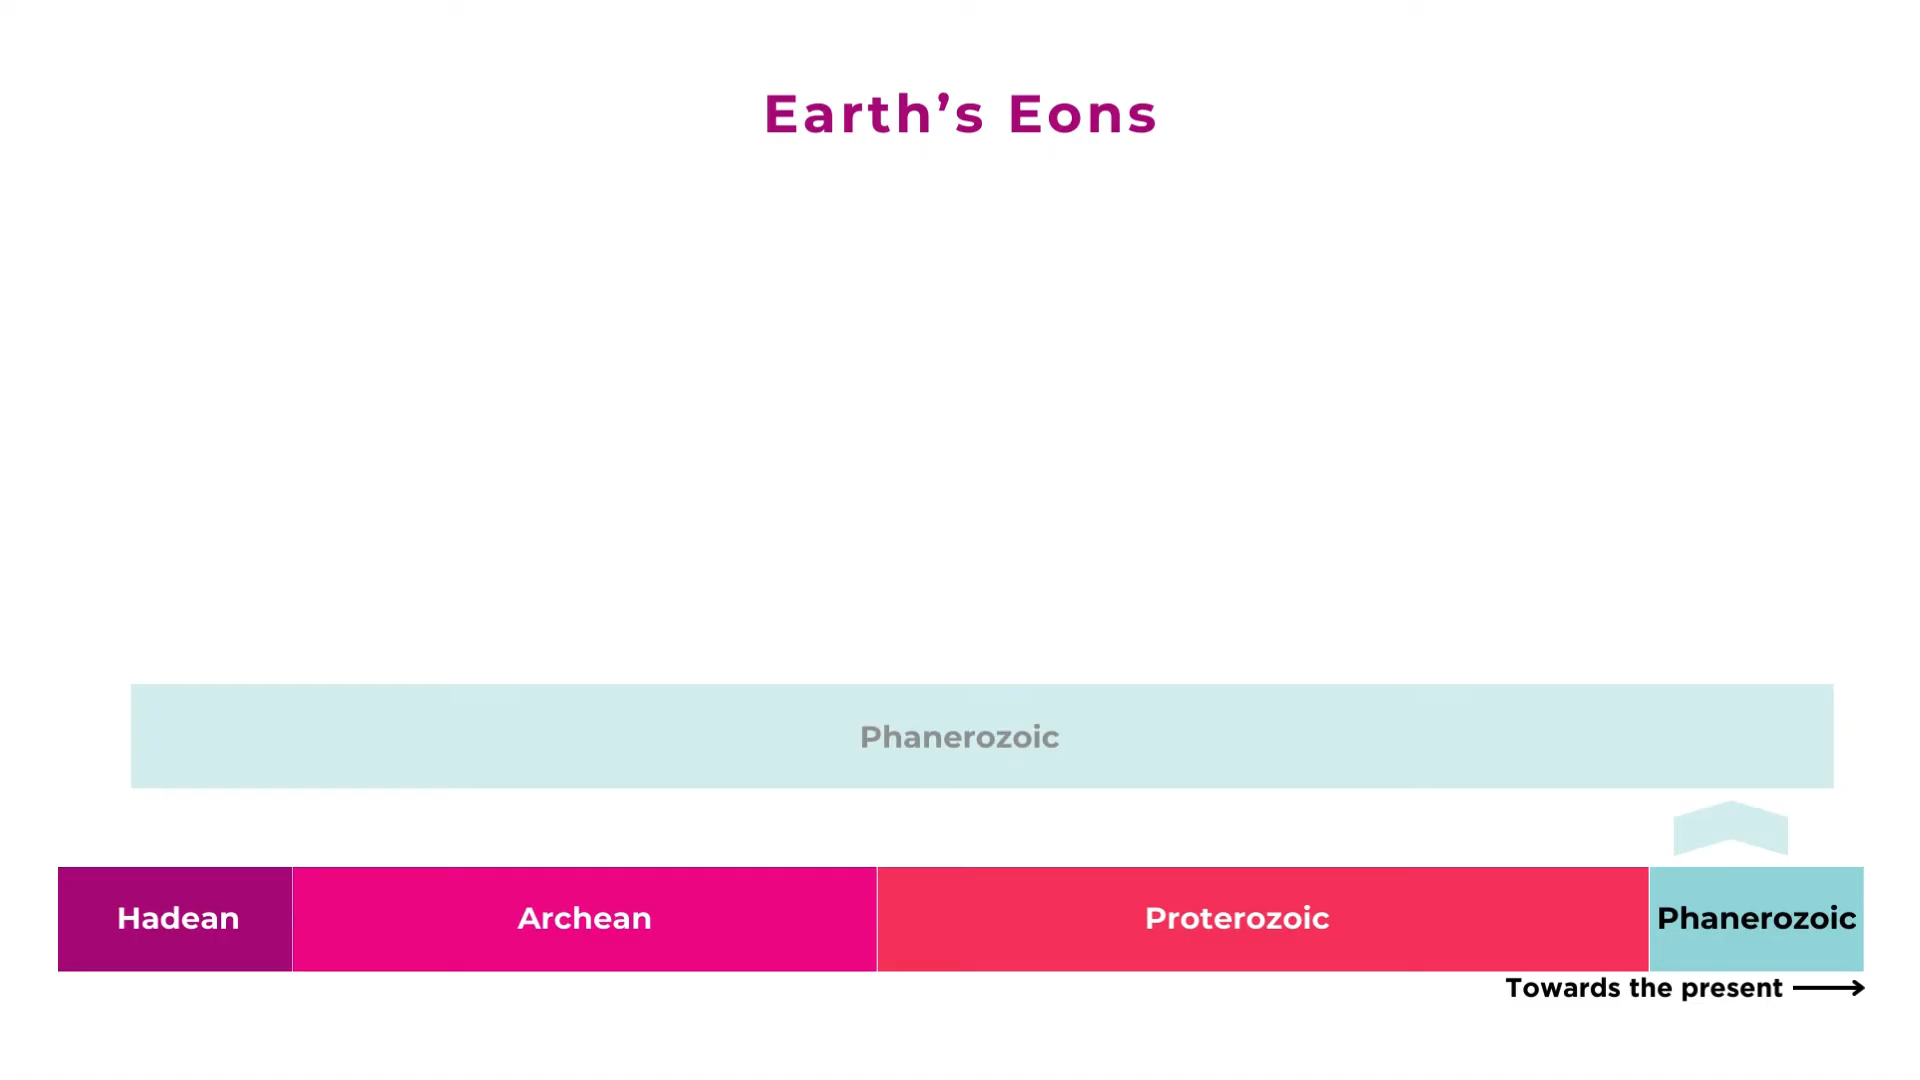 Earth’s Eons
Phanerozoic
Hadean Archean Proterozoic Phanerozoic
Towards the present